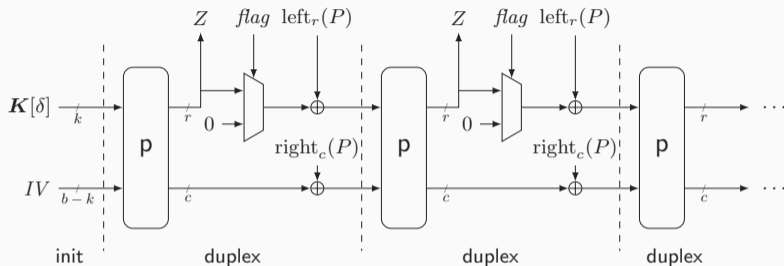 Z flag left_r(P) Z flag left_r(P)
K[δ] k r r r ···
0 0
p right_c(P) p right_c(P) p
IV b − k c c c ···
init duplex duplex duplex